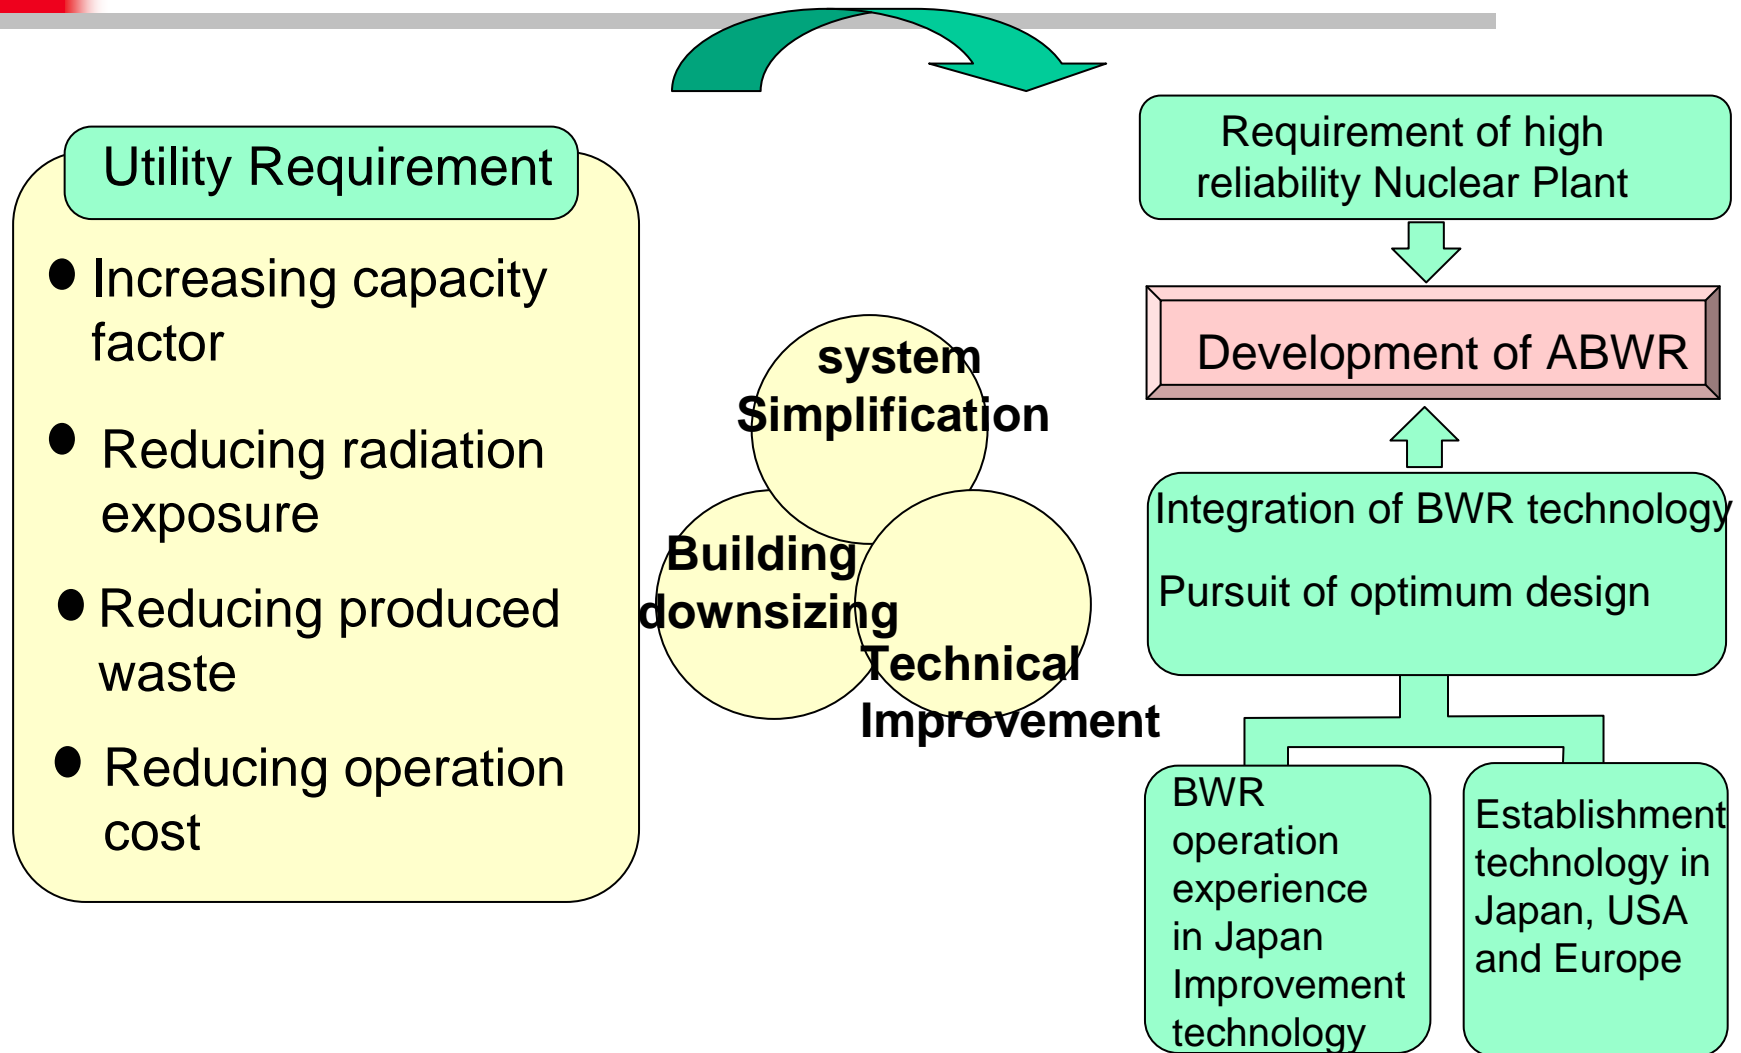 Utility Requirement
● Increasing capacity
factor
● Reducing radiation
exposure
● Reducing produced
waste
● Reducing operation
cost
system
Simplification
Building
downsizing
Technical
Improvement
Requirement of high
reliability Nuclear Plant
Development of ABWR
Integration of BWR technology
Pursuit of optimum design
BWR
operation
experience
in Japan
Improvement
technology
Establishment
technology in
Japan, USA
and Europe